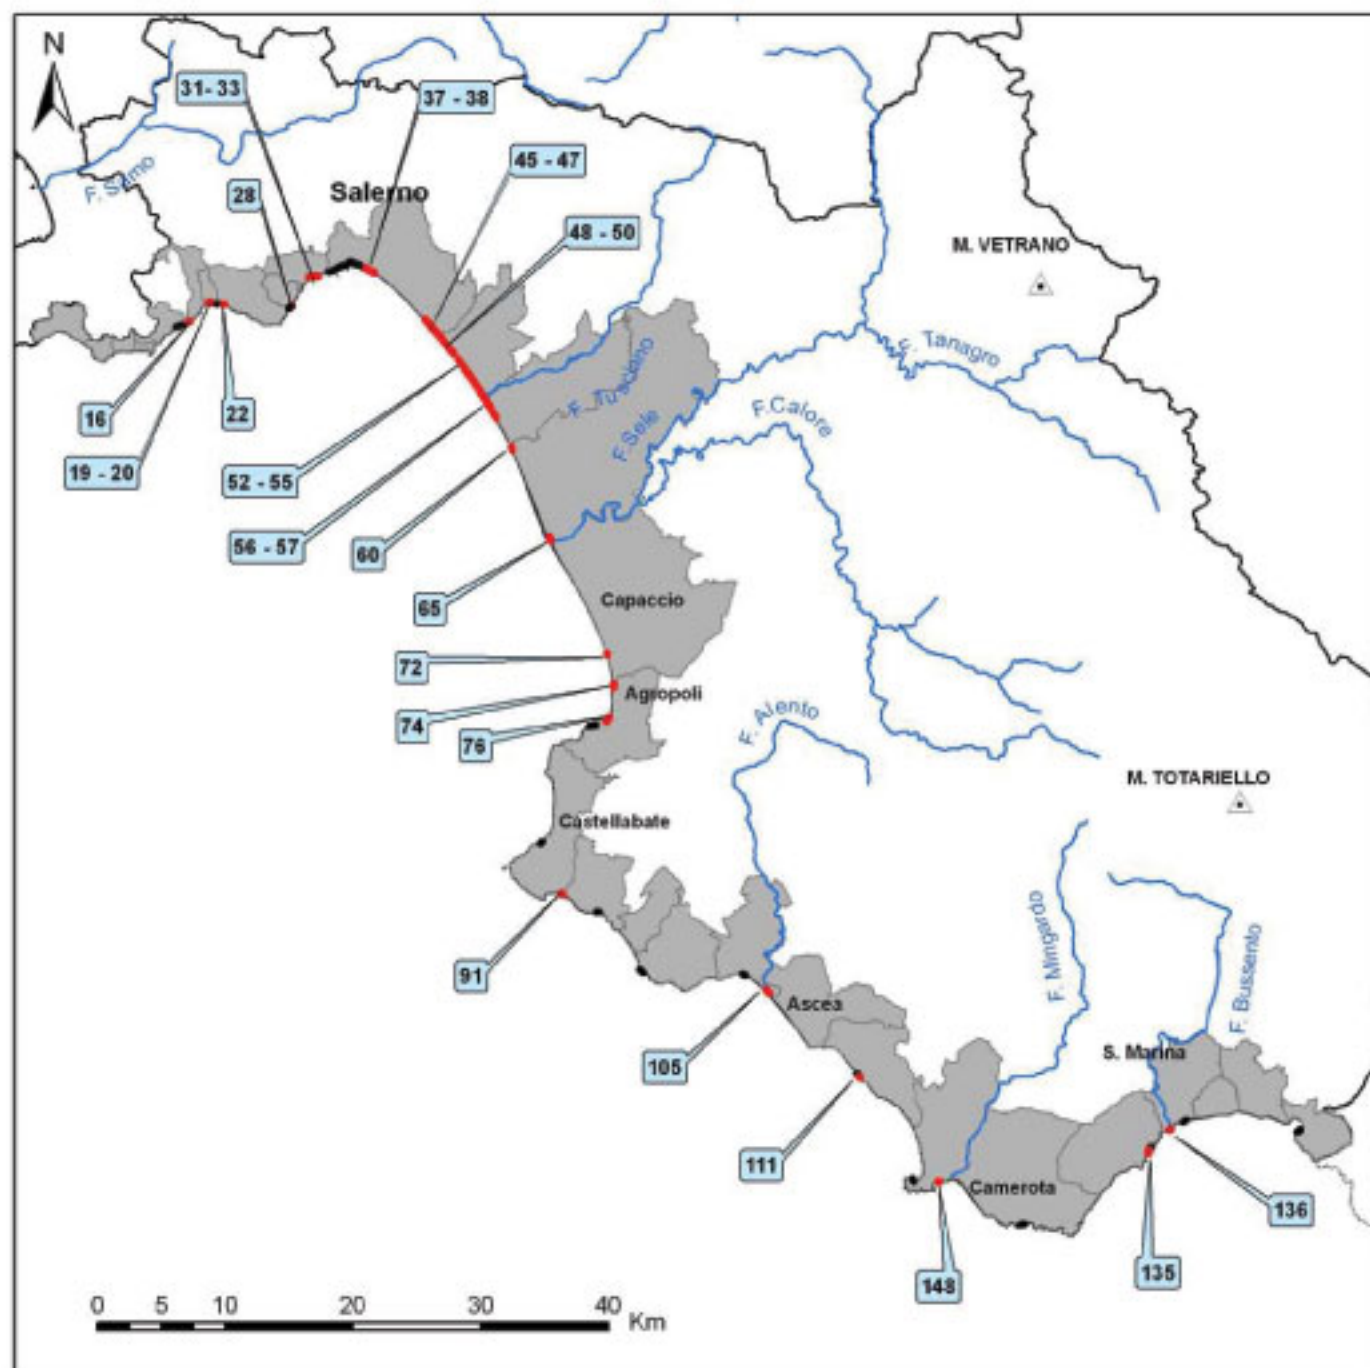 N
31- 33
37 - 38
F. Sarno
45 - 47
28
Salerno
48 - 50
M. VETRANO
F. Tanagro
F. Tusciano
F.Sele
F.Calore
16
22
19 - 20
52 - 55
56 - 57
60
65
Capaccio
72
Agropoli
74
76
F. Alento
M. TOTARIELLO
Castellabate
F. Mingardo
F. Bussento
91
Ascea
S. Marina
105
111
Camerota
136
148
135
0 5 10 20 30 40
Km